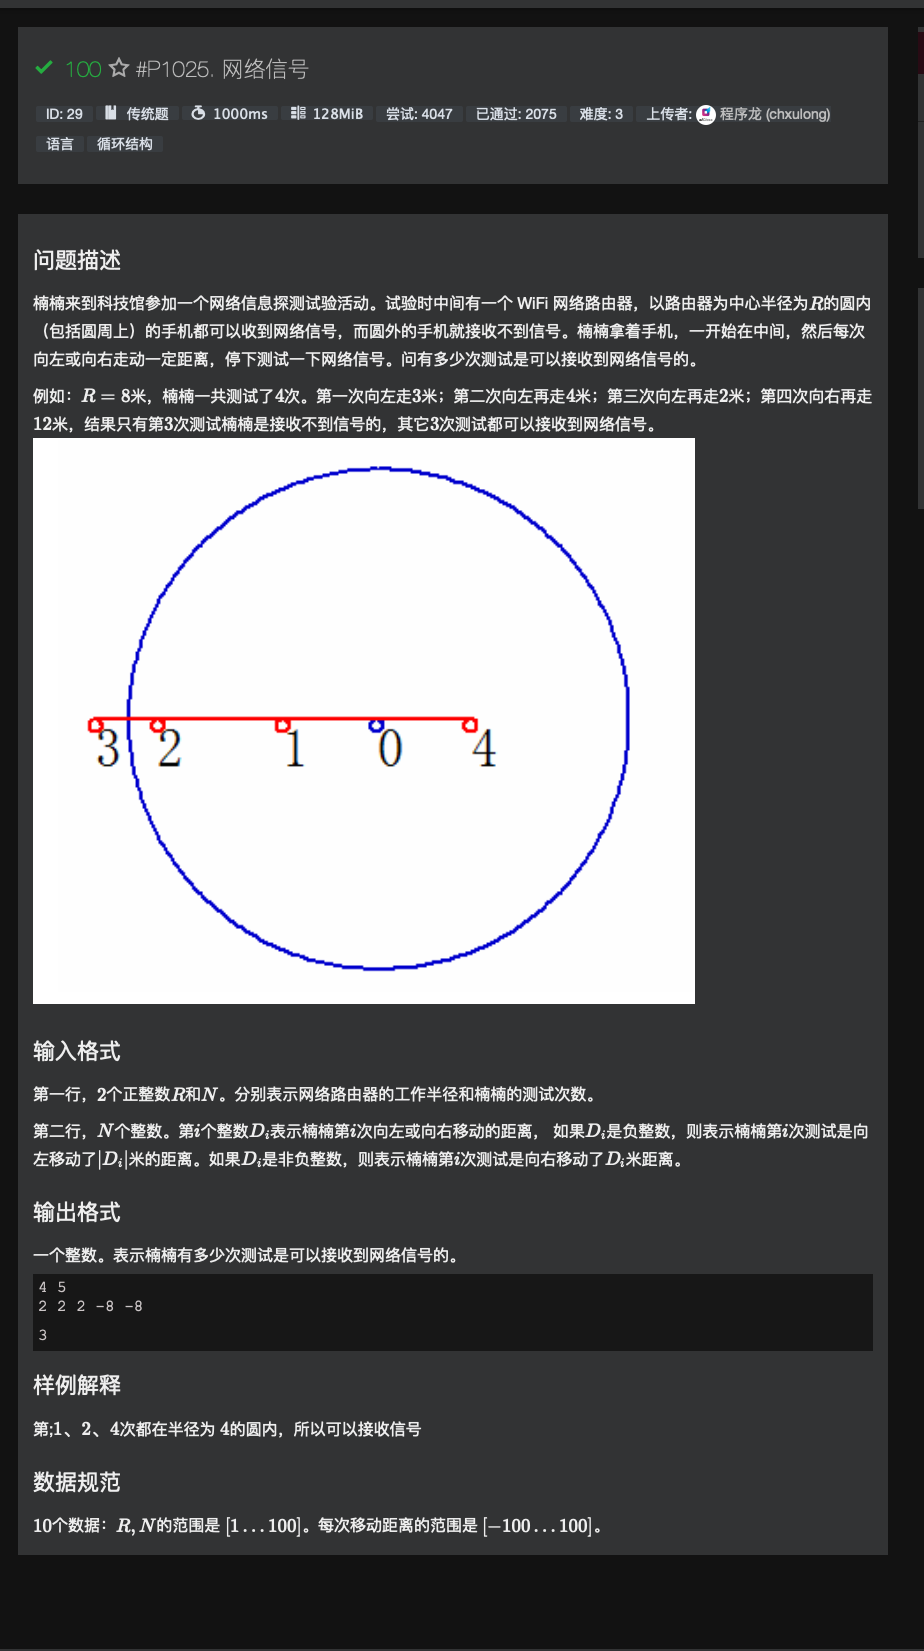 100 #P1025. 网络信号
ID: 29 传统题 1000ms 128MiB 尝试: 4047 已通过: 2075 难度: 3 上传者: 程序龙 (chxulong)
语言 循环结构
问题描述
楠楠来到科技馆参加一个网络信息探测试验活动。试验时中间有一个 WiFi 网络路由器，以路由器为中心半径为R的圆内
（包括圆周上）的手机都可以收到网络信号，而圆外的手机就接收不到信号。楠楠拿着手机，一开始在中间，然后每次
向左或向右走动一定距离，停下测试一下网络信号。问有多少次测试是可以接收到网络信号的。
例如：R = 8米，楠楠一共测试了4次。第一次向左走3米；第二次向左再走4米；第三次向左再走2米；第四次向右再走
12米，结果只有第3次测试楠楠是接收不到信号的，其它3次测试都可以接收到网络信号。
3 2 1 0 4
输入格式
第一行，2个正整数R和N。分别表示网络路由器的工作半径和楠楠的测试次数。
第二行，N个整数。第i个整数Di表示楠楠第i次向左或向右移动的距离， 如果Di是负整数，则表示楠楠第i次测试是向
左移动了|Di|米的距离。如果Di是非负整数，则表示楠楠第i次测试是向右移动了Di米距离。
输出格式
一个整数。表示楠楠有多少次测试是可以接收到网络信号的。
4 5
2 2 2 -8 -8
3
样例解释
第;1、2、4次都在半径为 4的圆内，所以可以接收信号
数据规范
10个数据：R, N的范围是 [1...100]。每次移动距离的范围是 [−100...100]。